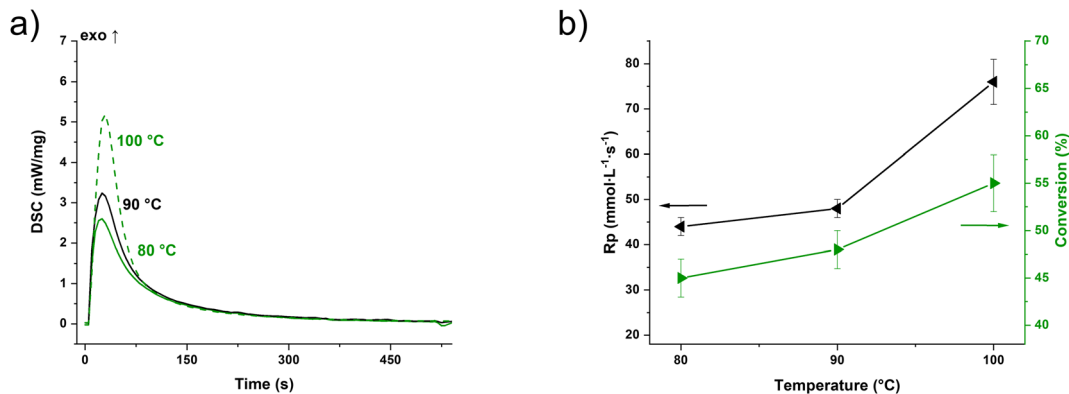 a)
exo ↑
7
6
5
4
3
2
1
0
DSC (mW/mg)
100 °C
90 °C
80 °C
0 150 300 450
Time (s)
b)
80
70
60
50
40
30
20
Rp (mmol·L⁻¹·s⁻¹)
70
65
60
55
50
45
40
Conversion (%)
80 90 100
Temperature (°C)